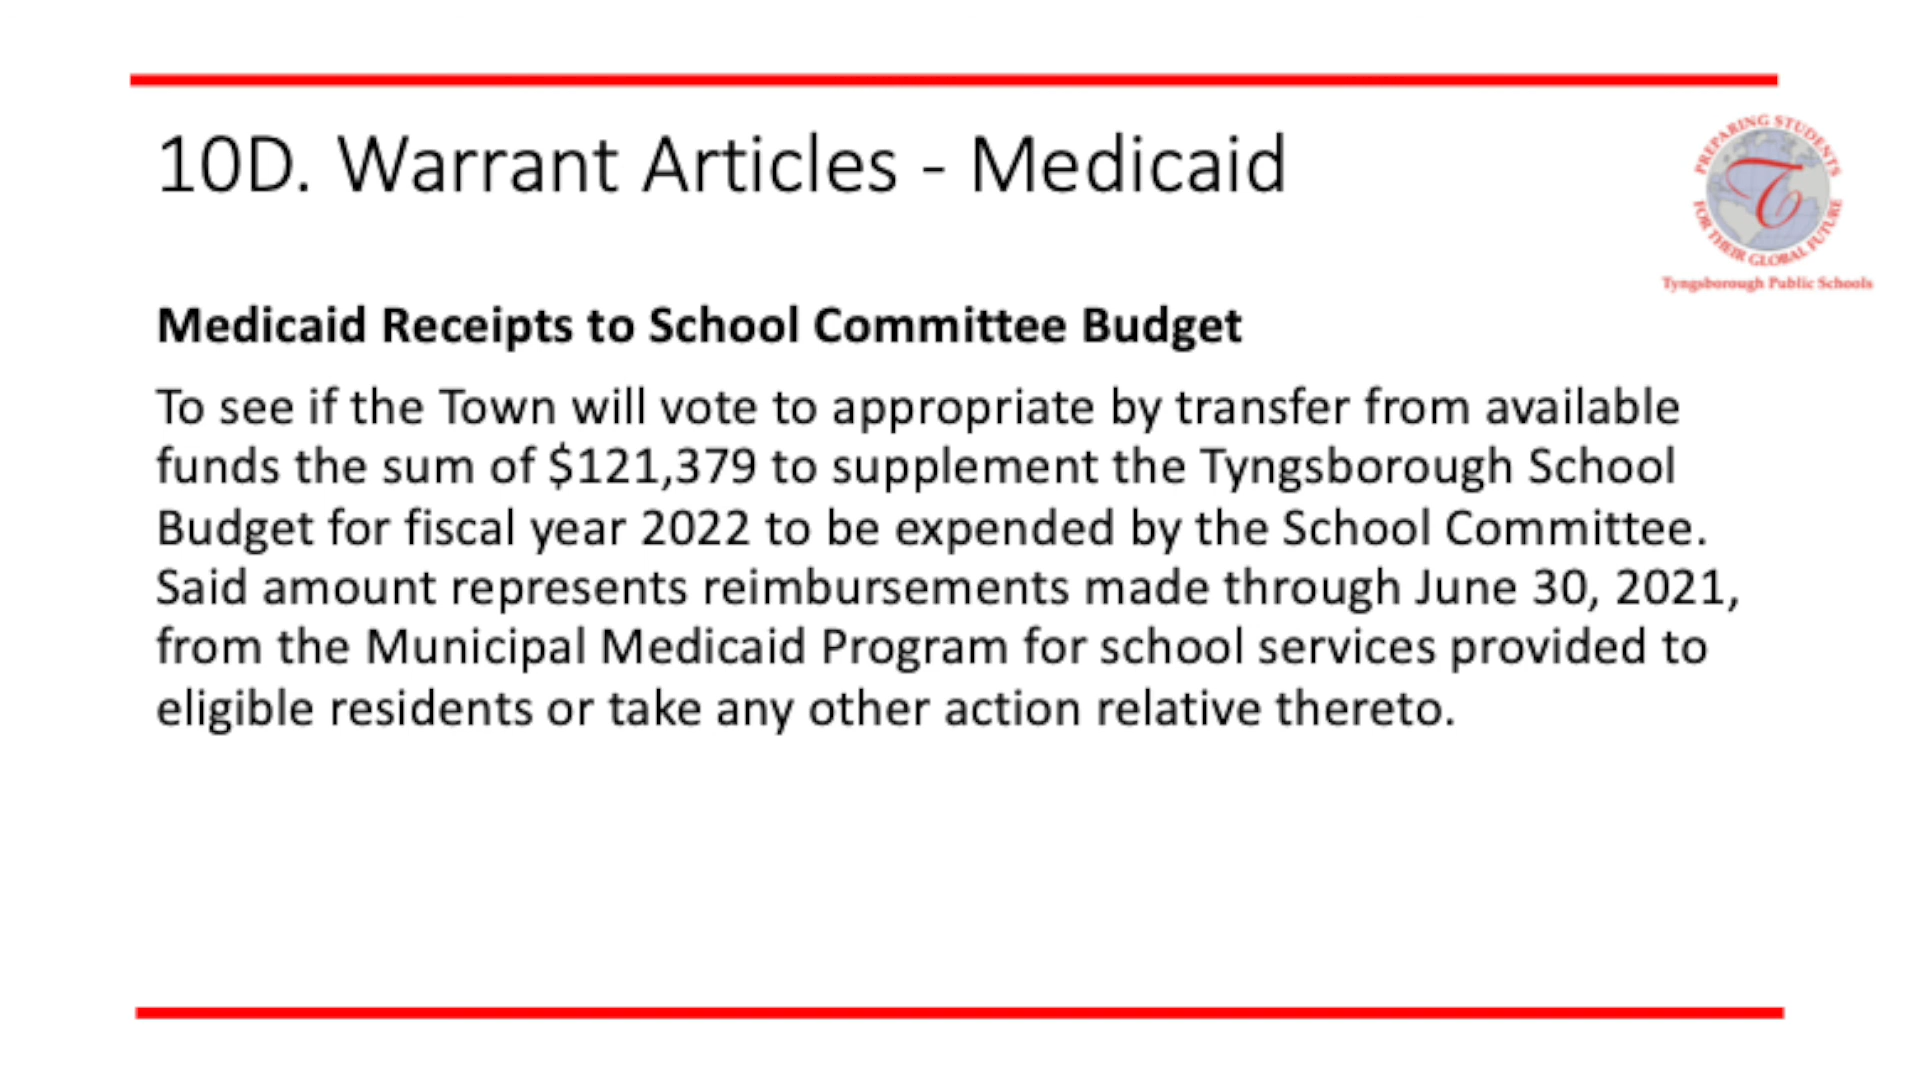 10D. Warrant Articles - Medicaid
PREPARING STUDENTS
FOR THEIR GLOBAL FUTURE
T
Tyngsborough Public Schools
Medicaid Receipts to School Committee Budget
To see if the Town will vote to appropriate by transfer from available
funds the sum of $121,379 to supplement the Tyngsborough School
Budget for fiscal year 2022 to be expended by the School Committee.
Said amount represents reimbursements made through June 30, 2021,
from the Municipal Medicaid Program for school services provided to
eligible residents or take any other action relative thereto.